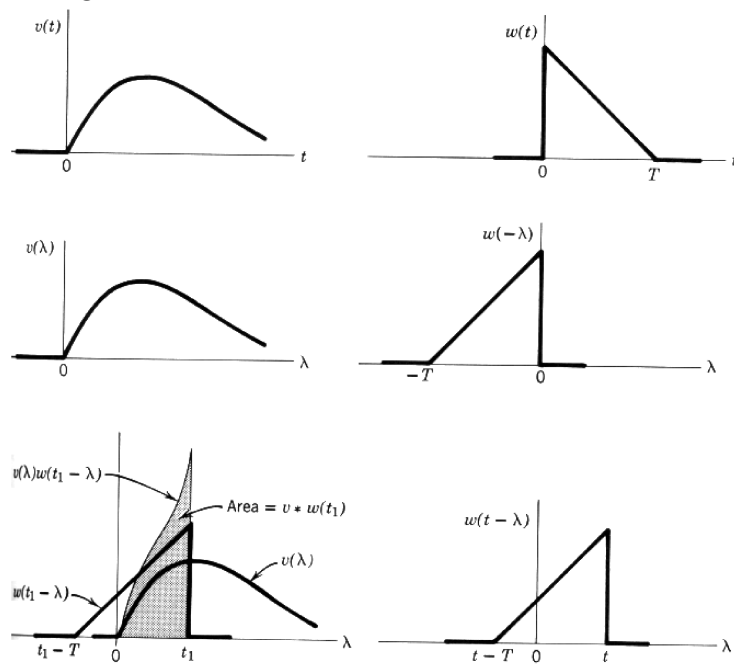 v(t)
0
t
w(t)
0
T
v(λ)
0
λ
w(−λ)
−T
0
λ
v(λ)w(t₁ − λ)
Area = v * w(t₁)
v(λ)
w(t₁ − λ)
t₁ − T
0
t₁
λ
w(t − λ)
t − T
0
t
λ